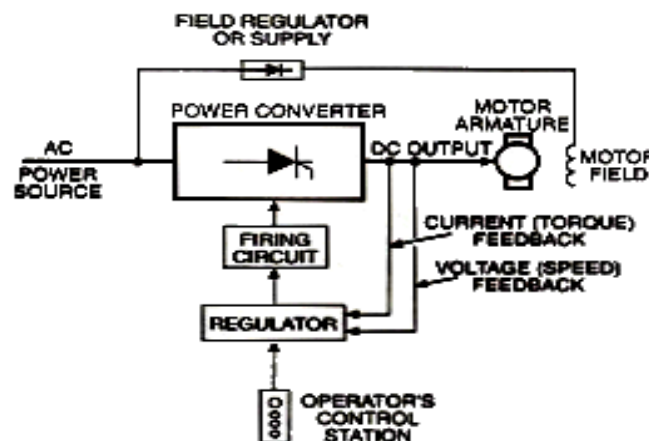 FIELD REGULATOR
OR SUPPLY
POWER CONVERTER
MOTOR
ARMATURE
AC
POWER
SOURCE
DC OUTPUT
MOTOR
FIELD
FIRING
CIRCUIT
CURRENT (TORQUE)
FEEDBACK
VOLTAGE (SPEED)
FEEDBACK
REGULATOR
OPERATOR'S
CONTROL
STATION